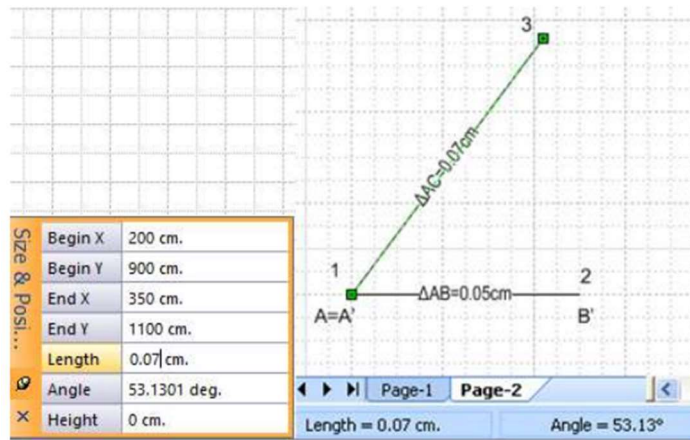 3
ΔAC=0.07cm
1
ΔAB=0.05cm
2
A=A'
B'
Size & Posi...
Begin X 200 cm.
Begin Y 900 cm.
End X 350 cm.
End Y 1100 cm.
Length 0.07 cm.
Angle 53.1301 deg.
Height 0 cm.
Page-1 Page-2
Length = 0.07 cm. Angle = 53.13º